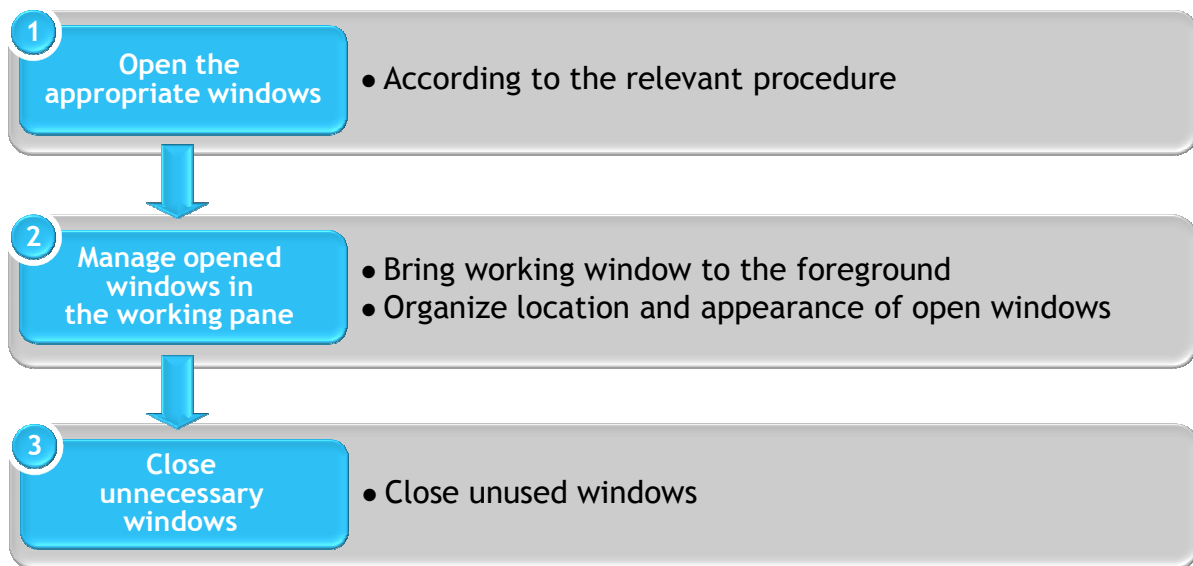 1
Open the
appropriate windows
● According to the relevant procedure
2
Manage opened
windows in
the working pane
● Bring working window to the foreground
● Organize location and appearance of open windows
3
Close
unnecessary
windows
● Close unused windows